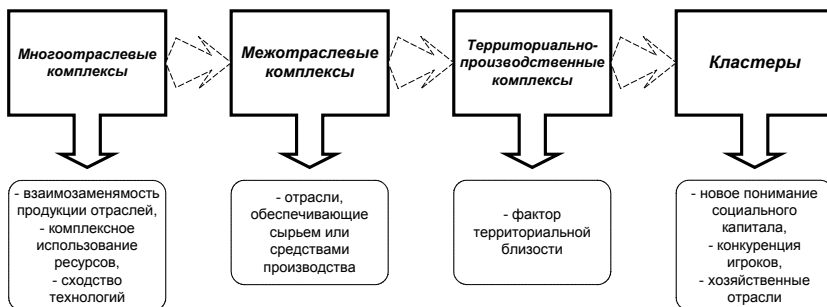 Многоотраслевые
комплексы
Межотраслевые
комплексы
Территориально-
производственные
комплексы
Кластеры
- взаимозаменямость
продукции отраслей,
- комплексное
использование
ресурсов,
- сходство
технологий
- отрасли,
обеспечивающие
сырьем или
средствами
производства
- фактор
территориальной
близости
- новое понимание
социального
капитала,
- конкуренция
игроков,
- хозяйственные
отрасли